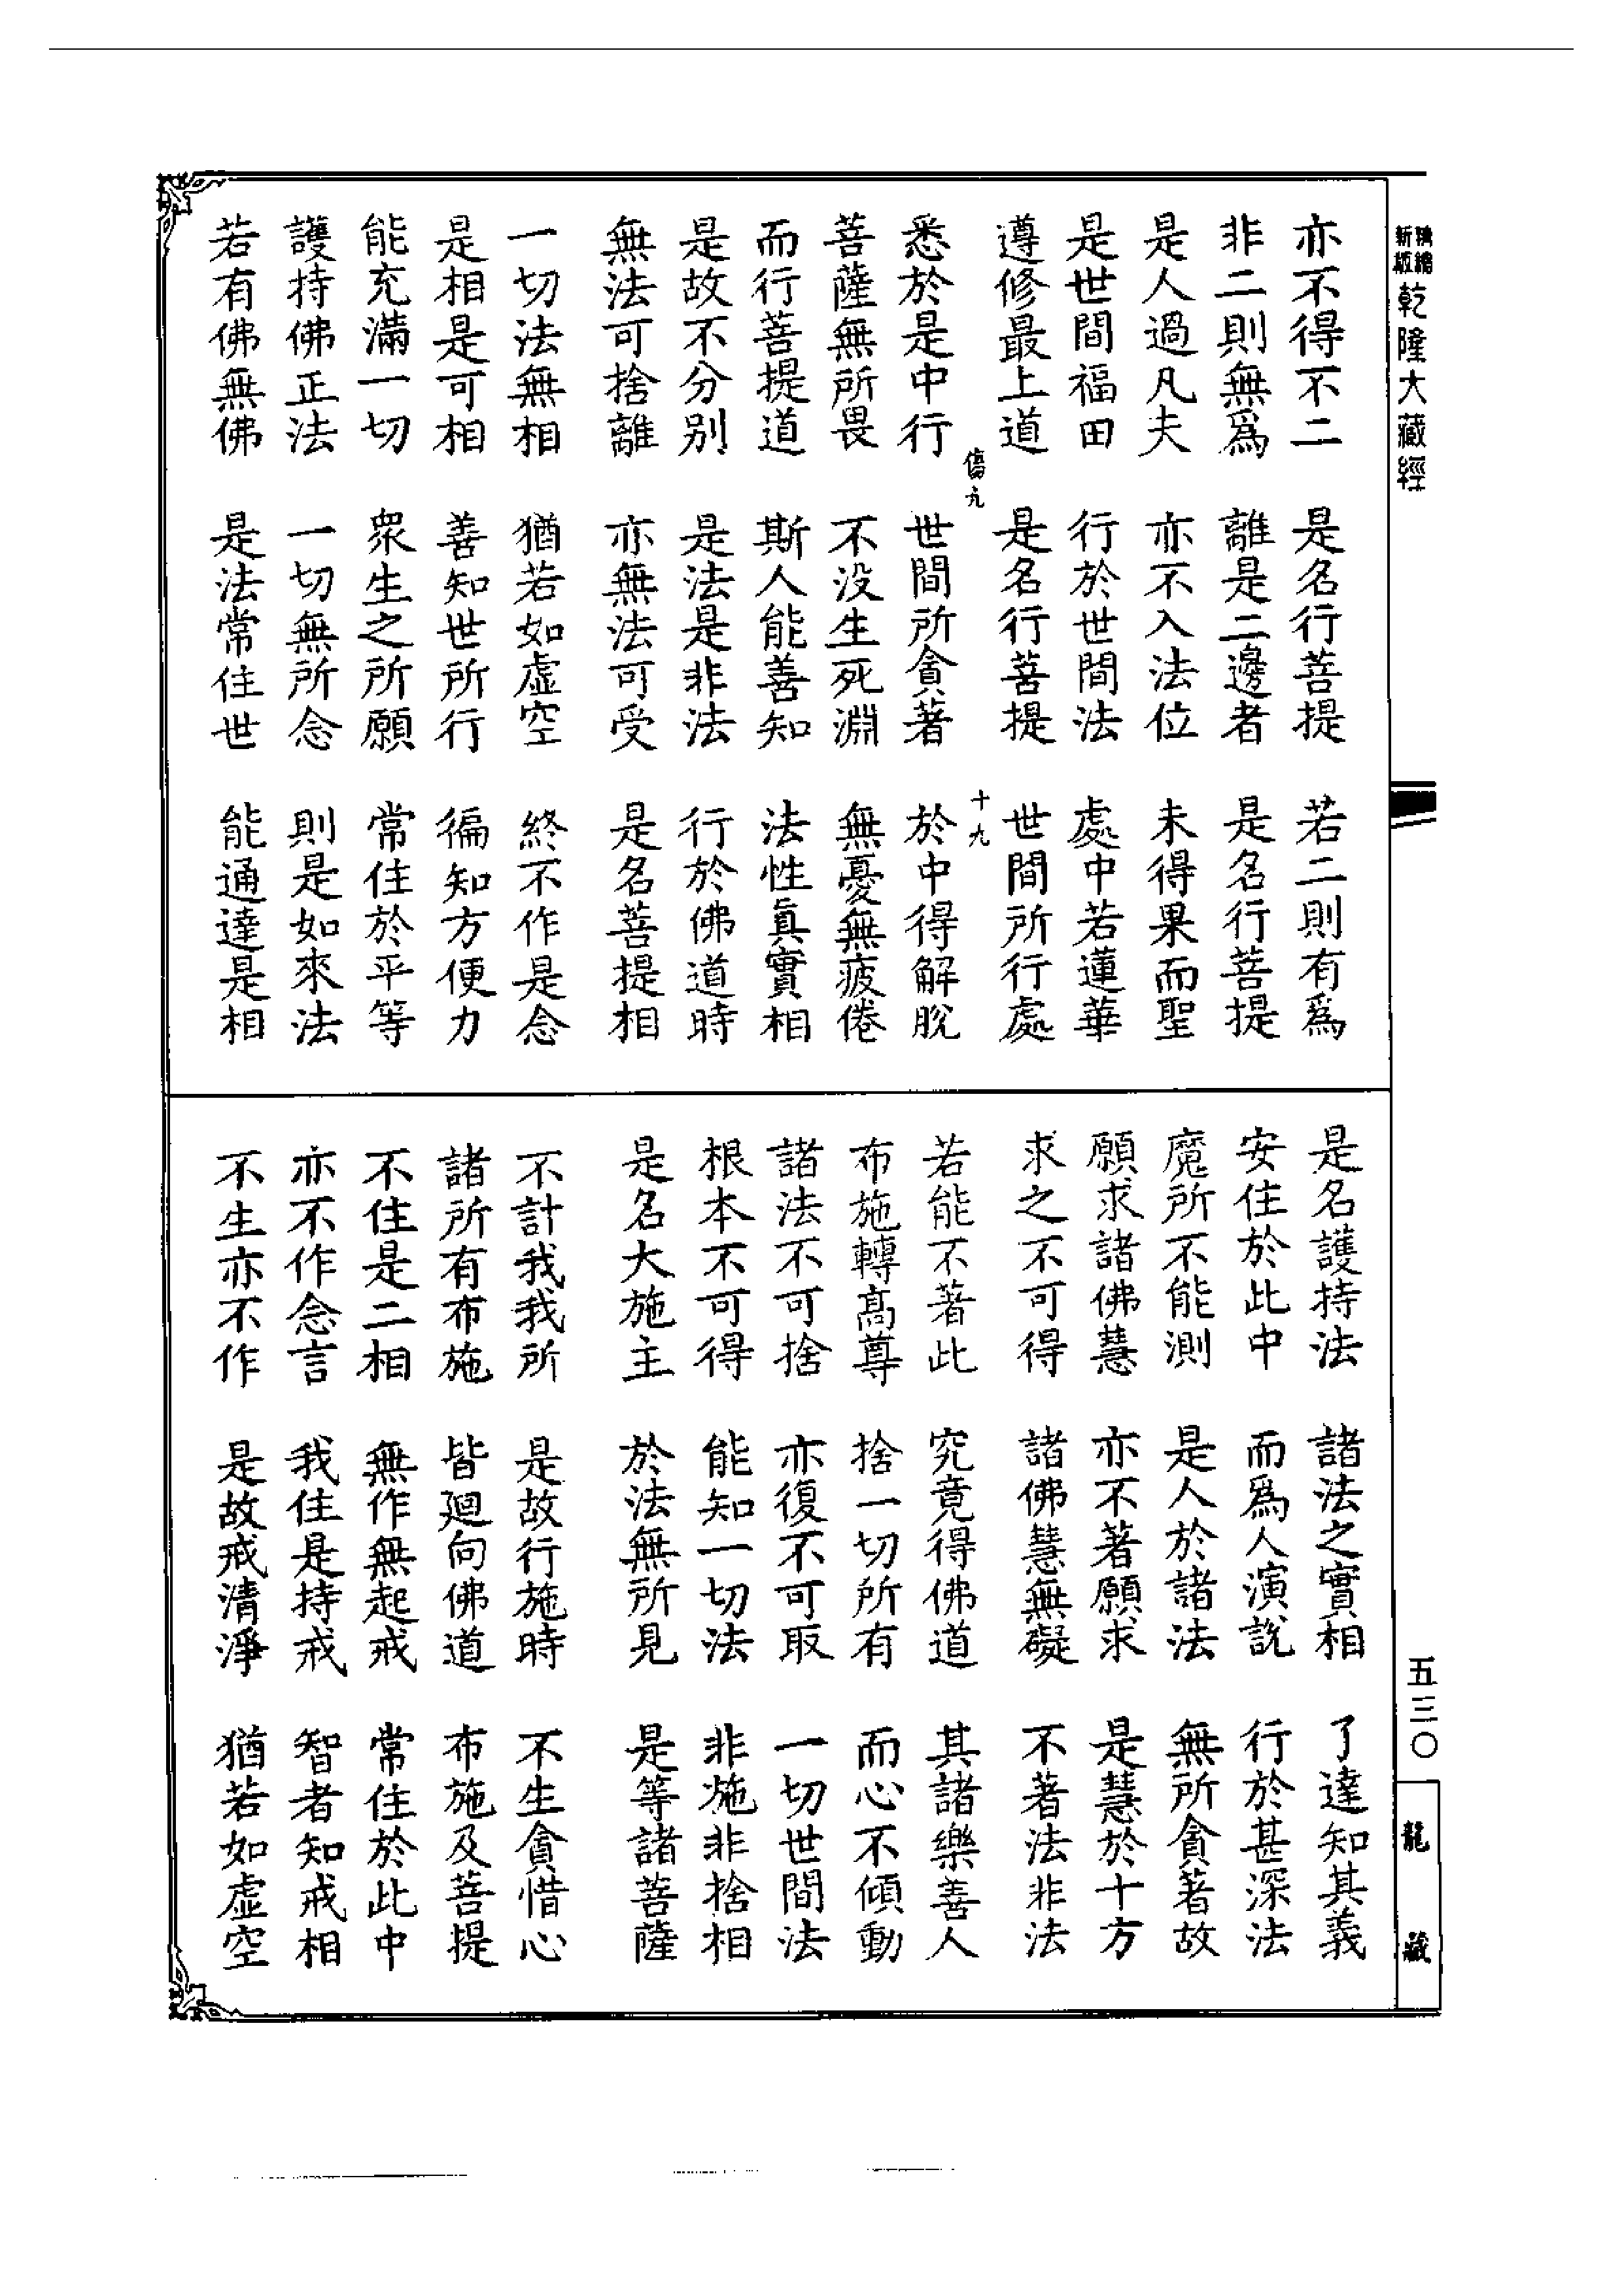 新編
新版
乾隆大藏經
亦不得不二　是名行菩提　若二則有爲
非二則無爲　離是二邊者　是名行菩提
是人過凡夫　亦不入法位　未得果而聖
是世間福田　行於世間法　處中若蓮華
遵修最上道　是名行菩提　世間所行處
傷九　十九
悉於是中行　世間所貪著　於中得解脫
菩薩無所畏　不没生死淵　無憂無疲倦
而行菩提道　斯人能善知　法性真實相
是故不分別　是法是非法　行於佛道時
無法可捨離　亦無法可受　是名菩提相
一切法無相　猶若如虛空　終不作是念
是相是可相　善知世所行　徧知方便力
能充滿一切　衆生之所願　常住於平等
護持佛正法　一切無所念　則是如來法
若有佛無佛　是法常住世　能通達是相
是名護持法　諸法之實相　了達知其義
安住於此中　而爲人演說　行於甚深法
魔所不能測　是人於諸法　無所貪著故
願求諸佛慧　亦不著願求　是慧於十方
求之不可得　諸佛慧無礙　不著法非法
若能不著此　究竟得佛道　其諸樂善人
布施轉高尊　捨一切所有　而心不傾動
諸法不可捨　亦復不可取　一切世間法
根本不可得　能知一切法　非施非捨相
是名大施主　於法無所見　是等諸菩薩
不計我我所　是故行施時　不生貪惜心
諸所有布施　皆廻向佛道　布施及菩提
不住是二相　無作無起戒　常住於此中
亦不作念言　我住是持戒　智者知戒相
不生亦不作　是故戒清淨　猶若如虛空
五三〇
龍藏